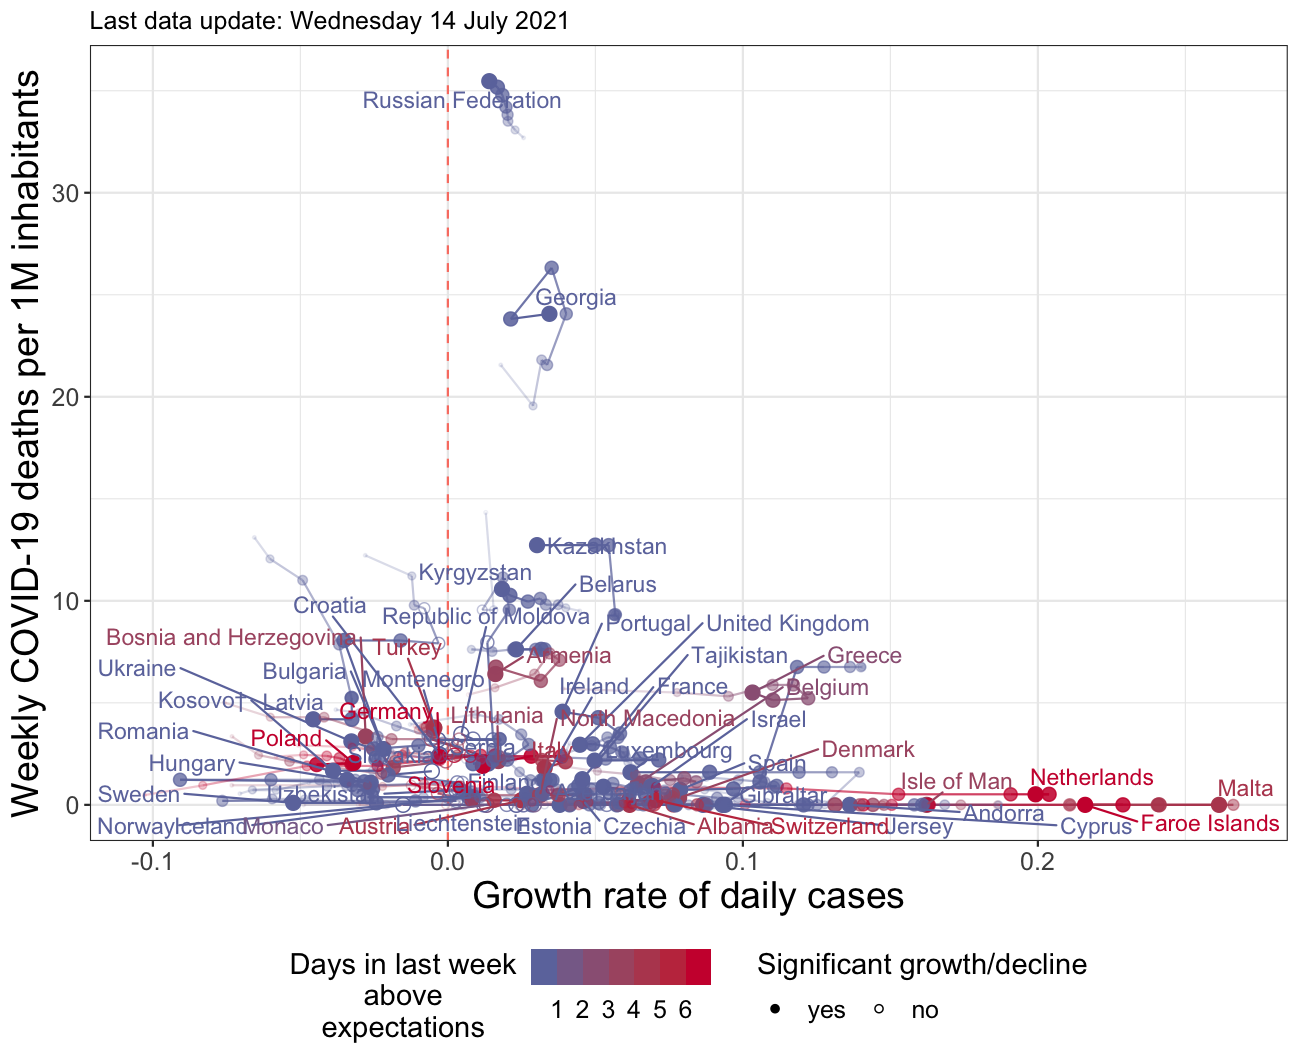 Last data update: Wednesday 14 July 2021
Weekly COVID-19 deaths per 1M inhabitants
30
20
10
0
Russian Federation
Georgia
Kazakhstan
Kyrgyzstan
Belarus
Croatia
Republic of Moldova
Portugal
United Kingdom
Bosnia and Herzegovina
Turkey
Armenia
Tajikistan
Greece
Ukraine
Bulgaria
Montenegro
Ireland
France
Belgium
Kosovo
Latvia
Germany
Lithuania
North Macedonia
Israel
Romania
Poland
Serbia
Italy
Luxembourg
Denmark
Hungary
Spain
Slovenia
Finland
Isle of Man
Netherlands
Malta
Sweden
Uzbekistan
Gibraltar
Andorra
Norway
Iceland
Monaco
Austria
Liechtenstein
Estonia
Czechia
Albania
Switzerland
Jersey
Cyprus
Faroe Islands
-0.1
0.0
0.1
0.2
Growth rate of daily cases
Days in last week
above
expectations
1 2 3 4 5 6
Significant growth/decline
yes
no